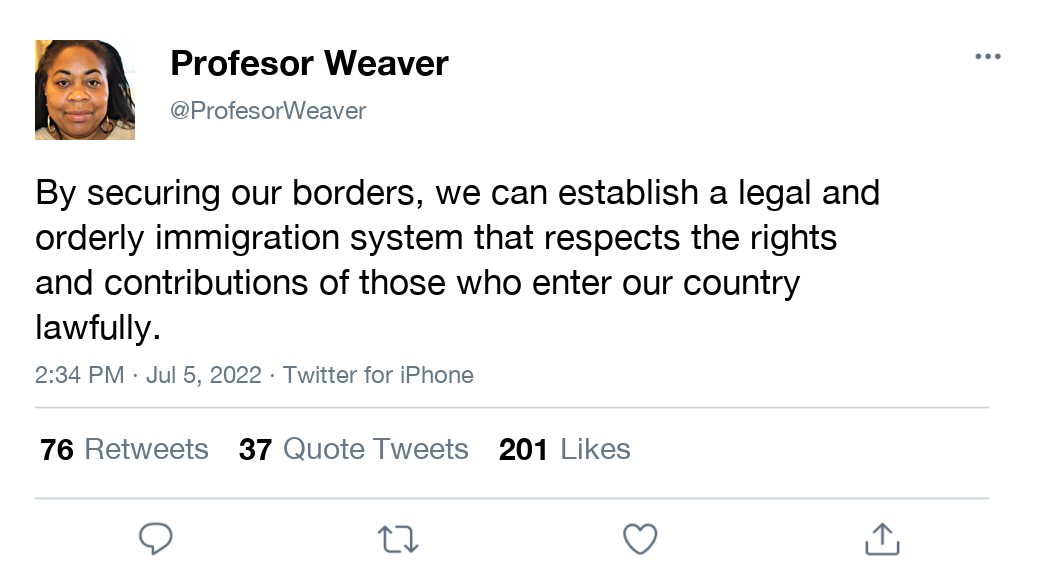 Profesor Weaver
@ProfesorWeaver
By securing our borders, we can establish a legal and
orderly immigration system that respects the rights
and contributions of those who enter our country
lawfully.
2:34 PM · Jul 5, 2022 · Twitter for iPhone
76 Retweets 37 Quote Tweets 201 Likes